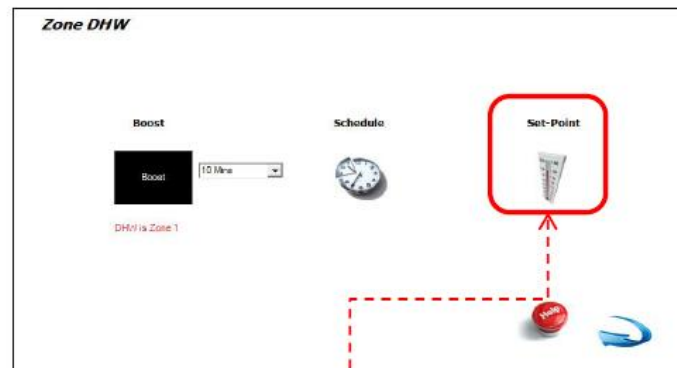 Zone DHW
Boost
Schedule
Set-Point
Boost
10 Mins
DHW is Zone 1
Help